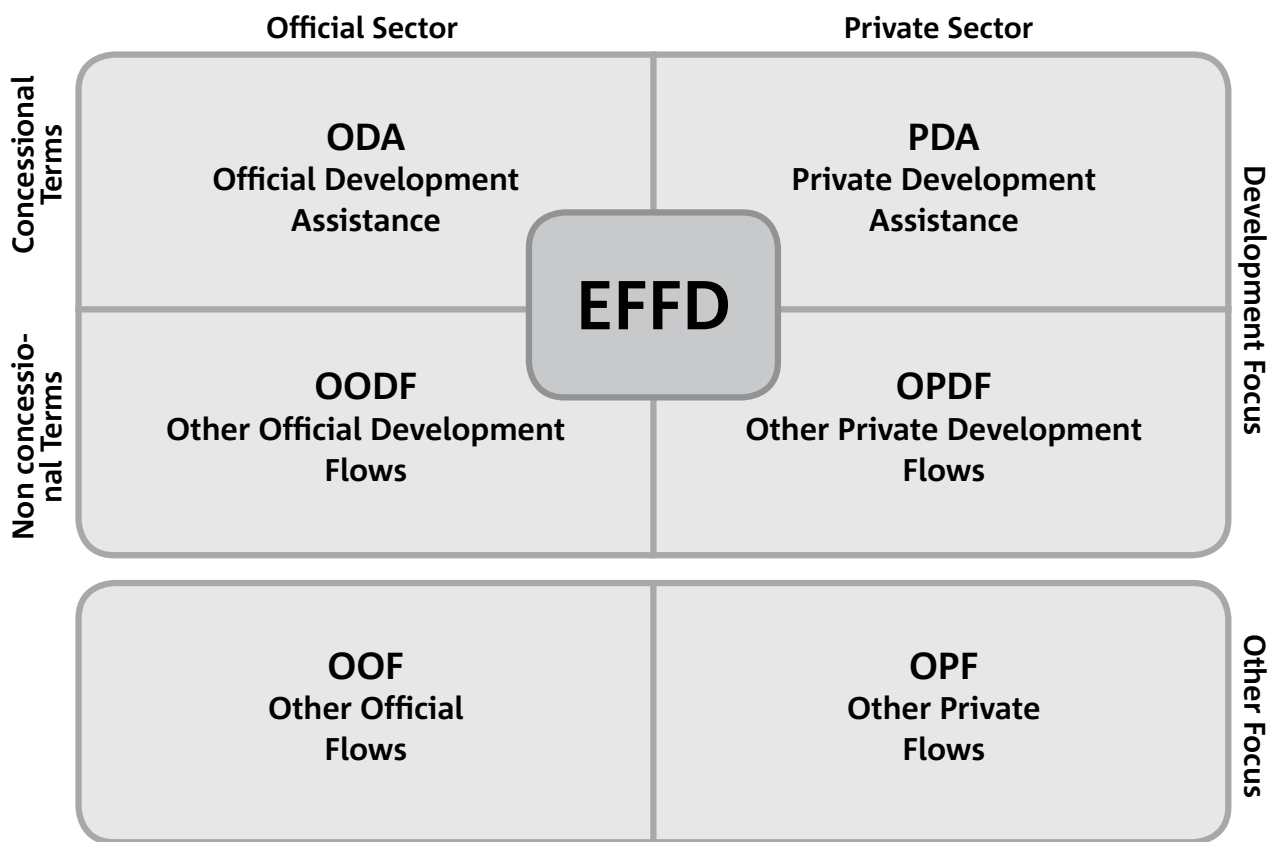 Official Sector
Private Sector
Concessional
Terms
ODA
Official Development
Assistance
PDA
Private Development
Assistance
Development Focus
EFFD
Non concessio-
nal Terms
OODF
Other Official Development
Flows
OPDF
Other Private Development
Flows
OOF
Other Official
Flows
OPF
Other Private
Flows
Other Focus